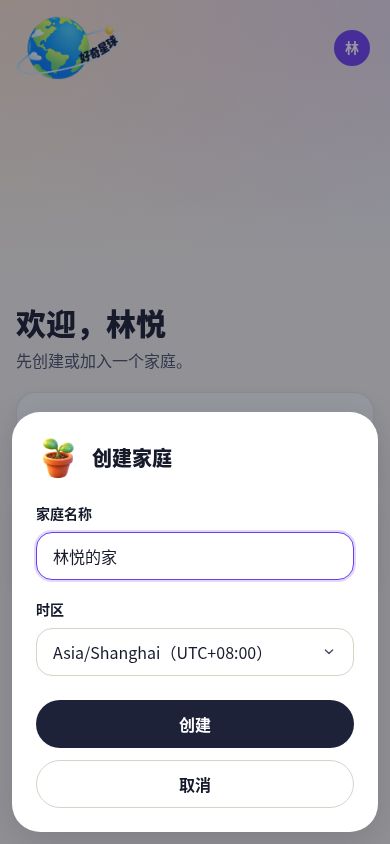 好奇星球
林
欢迎，林悦
先创建或加入一个家庭。
创建家庭
家庭名称
林悦的家
时区
Asia/Shanghai（UTC+08:00）
创建
取消